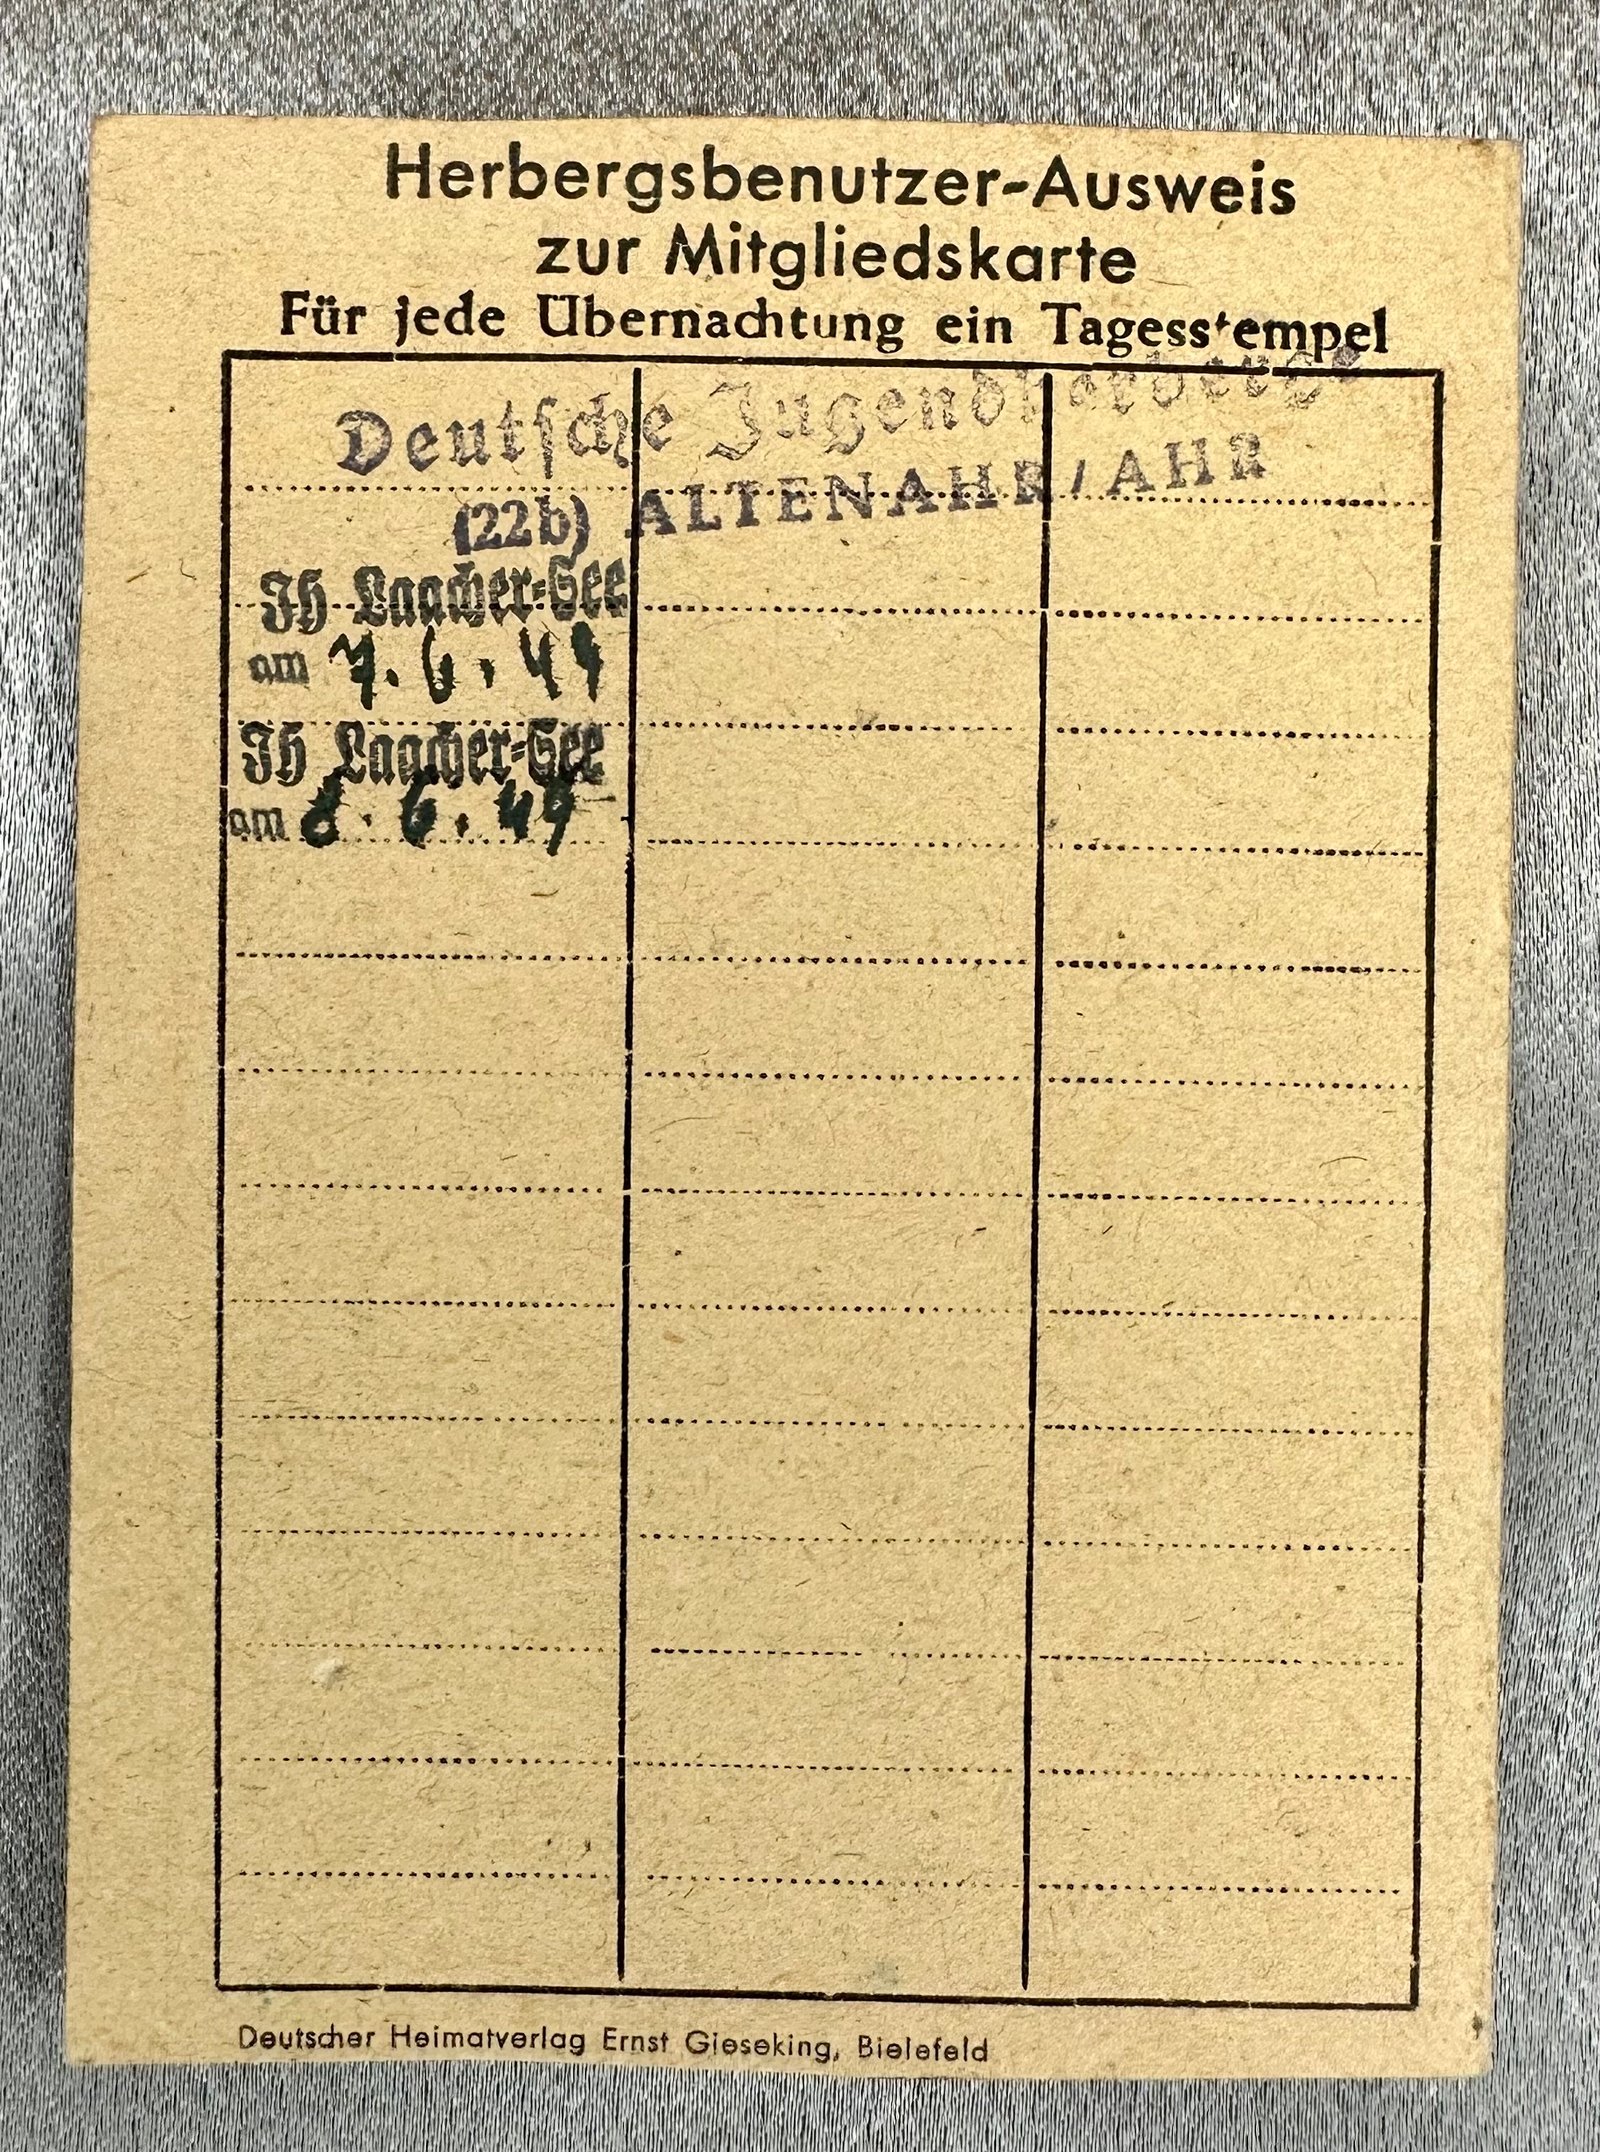 Herbergsbenutzer-Ausweis
zur Mitgliedskarte
Für jede Übernachtung ein Tagesstempel
Deutsche Jugendherberge
(22b) ALTENAHR / AHR
Jh Laacher-See
am 7. 6. 49
Jh Laacher-See
am 8. 6. 49
Deutscher Heimatverlag Ernst Gieseking, Bielefeld